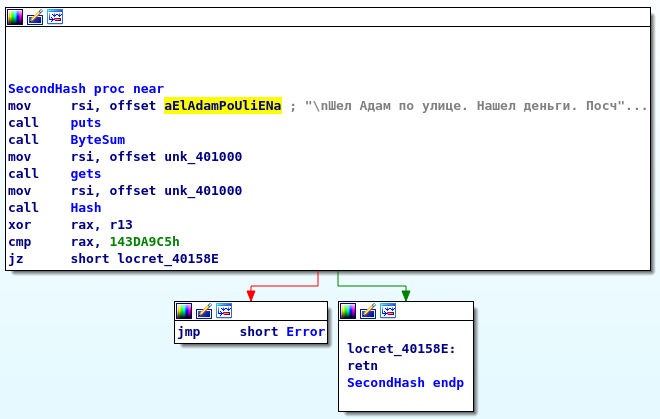 SecondHash proc near
mov rsi, offset aElAdamPoUliENa ; "\nШел Адам по улице. Нашел деньги. Посч"...
call puts
call ByteSum
mov rsi, offset unk_401000
call gets
mov rsi, offset unk_401000
call Hash
xor rax, r13
cmp rax, 143DA9C5h
jz short locret_40158E
jmp short Error
locret_40158E:
retn
SecondHash endp